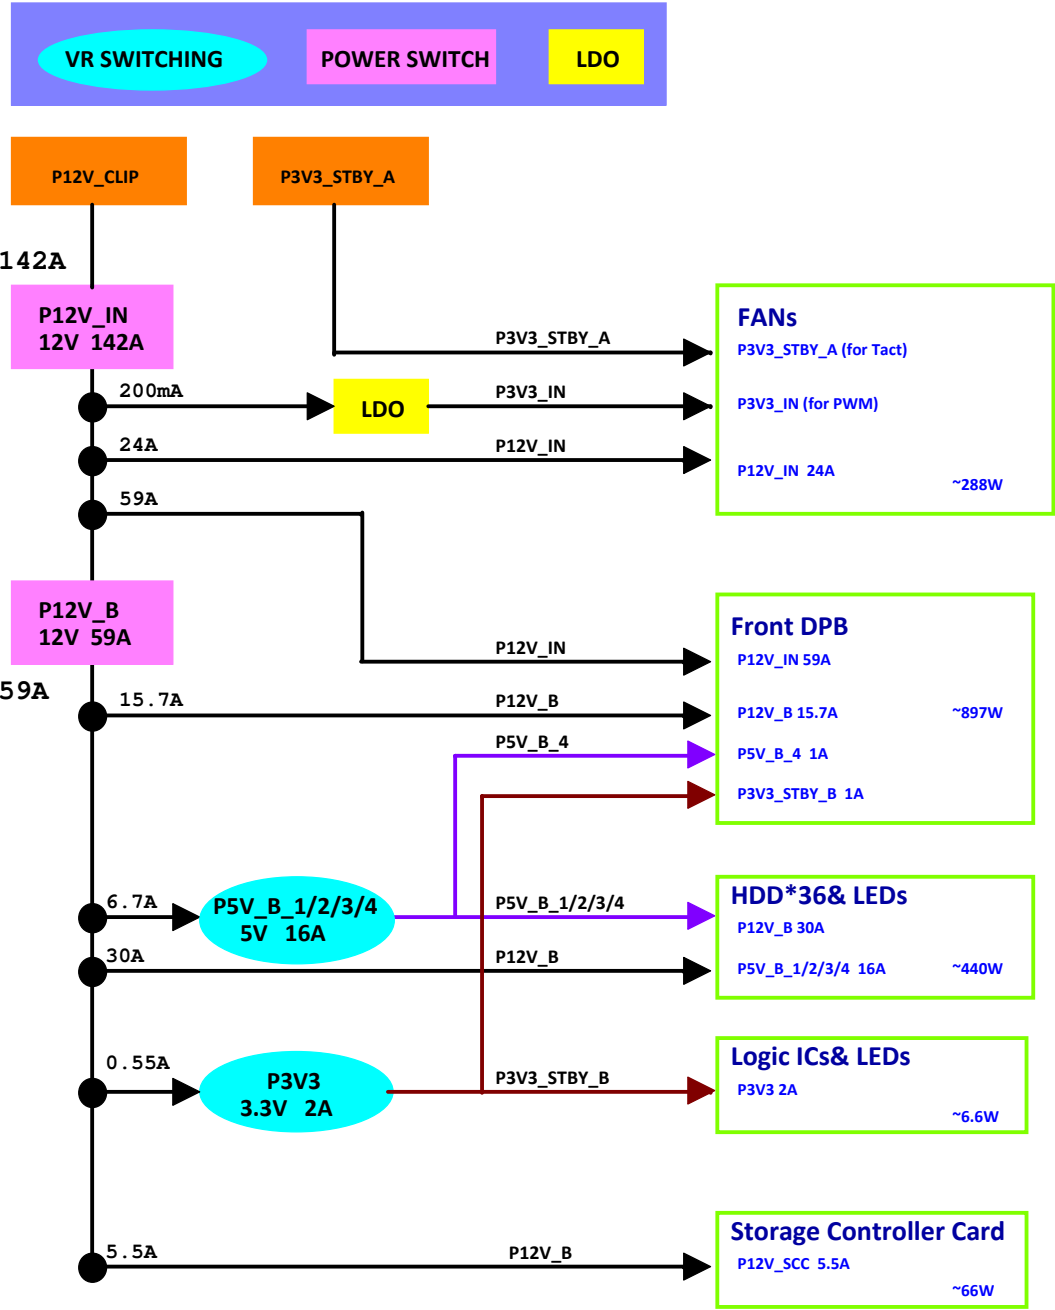 VR SWITCHING
POWER SWITCH
LDO
P12V_CLIP
P3V3_STBY_A
142A
P12V_IN
12V 142A
P3V3_STBY_A
FANs
P3V3_STBY_A (for Tact)
200mA
LDO
P3V3_IN
P3V3_IN (for PWM)
24A
P12V_IN
P12V_IN 24A
~288W
59A
P12V_B
12V 59A
P12V_IN
Front DPB
P12V_IN 59A
59A
15.7A
P12V_B
P12V_B 15.7A
~897W
P5V_B_4
P5V_B_4 1A
P3V3_STBY_B 1A
6.7A
P5V_B_1/2/3/4
5V 16A
P5V_B_1/2/3/4
HDD*36& LEDs
P12V_B 30A
30A
P12V_B
P5V_B_1/2/3/4 16A
~440W
0.55A
P3V3
3.3V 2A
P3V3_STBY_B
Logic ICs& LEDs
P3V3 2A
~6.6W
5.5A
P12V_B
Storage Controller Card
P12V_SCC 5.5A
~66W